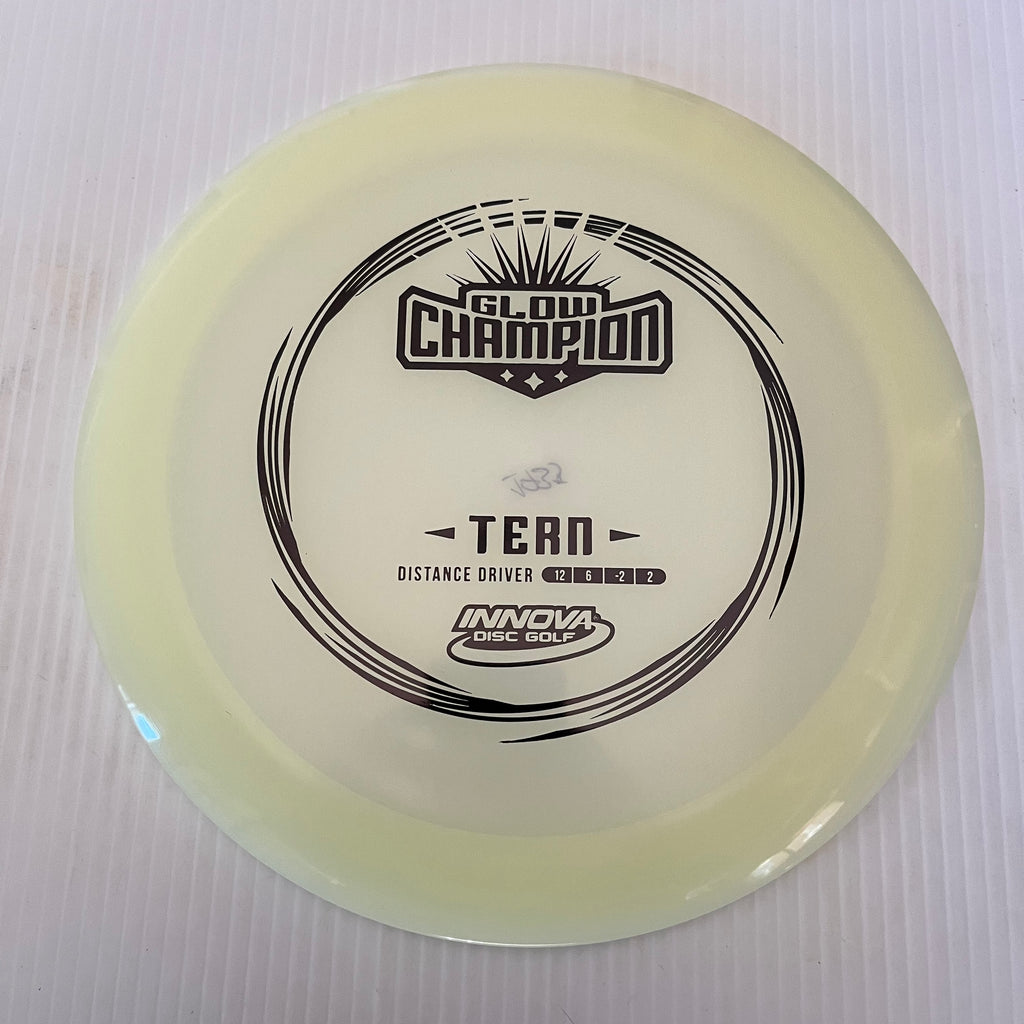 GLOW
CHAMPION
TERN
DISTANCE DRIVER 12 6 -2 2
INNOVA
DISC GOLF